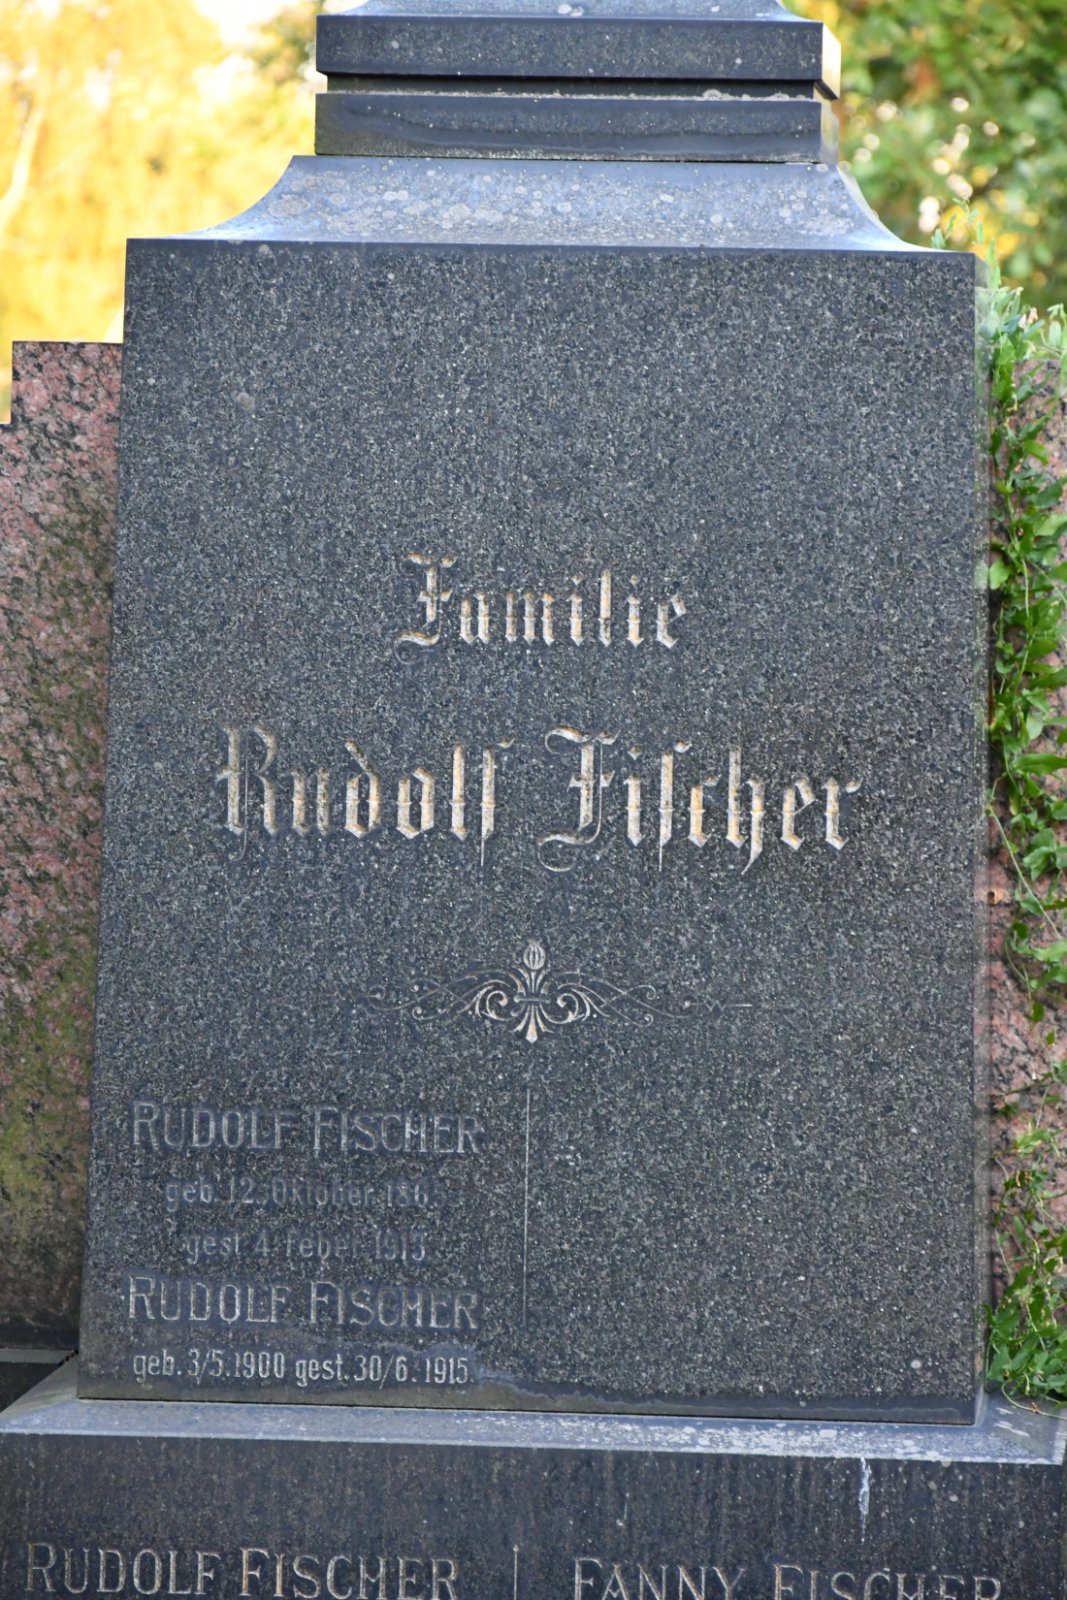 Familie
Rudolf Fischer
RUDOLF FISCHER
geb. 12. Oktober
gest. 4. Feber 1915
RUDOLF FISCHER
geb. 3/5.1900 gest. 30/6.1915.
RUDOLF FISCHER
FANNY FISCHER